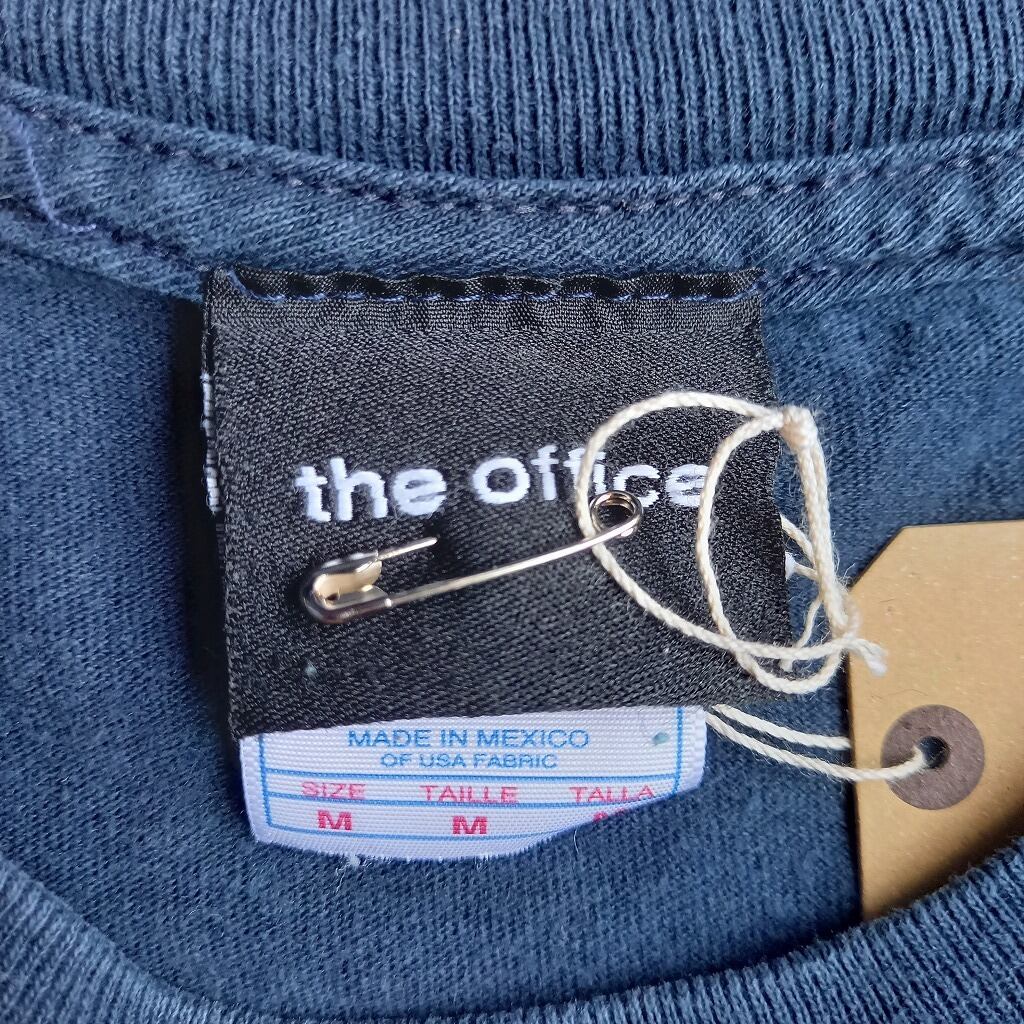 the office
MADE IN MEXICO
OF USA FABRIC
SIZE TAILLE TALLA
M M